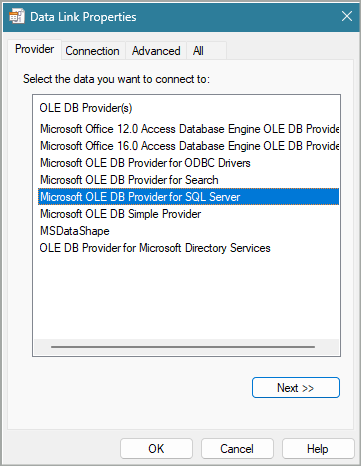 Data Link Properties
Provider Connection Advanced All
Select the data you want to connect to:
OLE DB Provider(s)
Microsoft Office 12.0 Access Database Engine OLE DB Provide
Microsoft Office 16.0 Access Database Engine OLE DB Provide
Microsoft OLE DB Provider for ODBC Drivers
Microsoft OLE DB Provider for Search
Microsoft OLE DB Provider for SQL Server
Microsoft OLE DB Simple Provider
MSDataShape
OLE DB Provider for Microsoft Directory Services
Next >>
OK Cancel Help